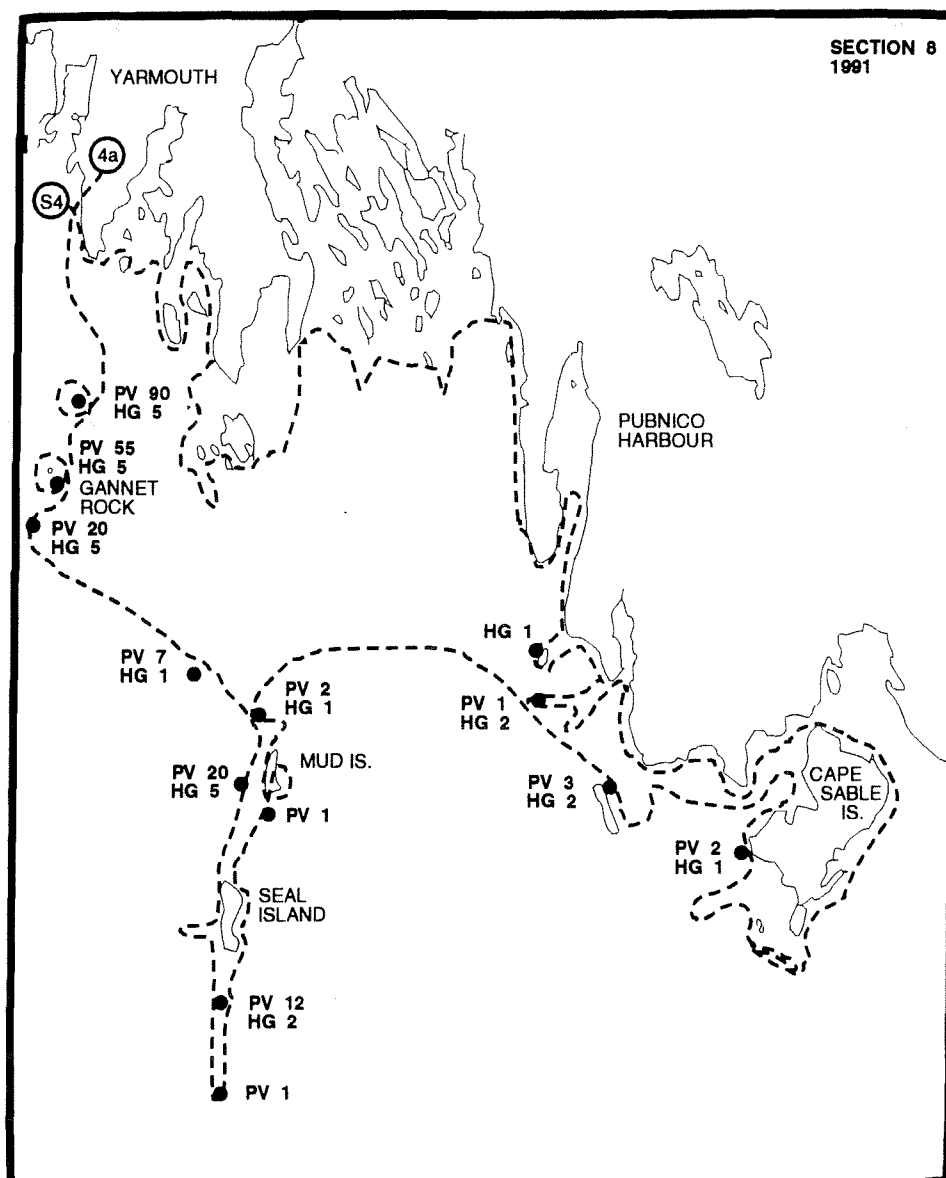 SECTION 8
1991
YARMOUTH
4a
S4
PV 90
HG 5
PUBNICO
HARBOUR
PV 55
HG 5
GANNET
ROCK
PV 20
HG 5
HG 1
PV 7
HG 1
PV 2
HG 1
PV 1
HG 2
MUD IS.
PV 20
HG 5
PV 3
HG 2
CAPE
SABLE
IS.
PV 1
PV 2
HG 1
SEAL
ISLAND
PV 12
HG 2
PV 1